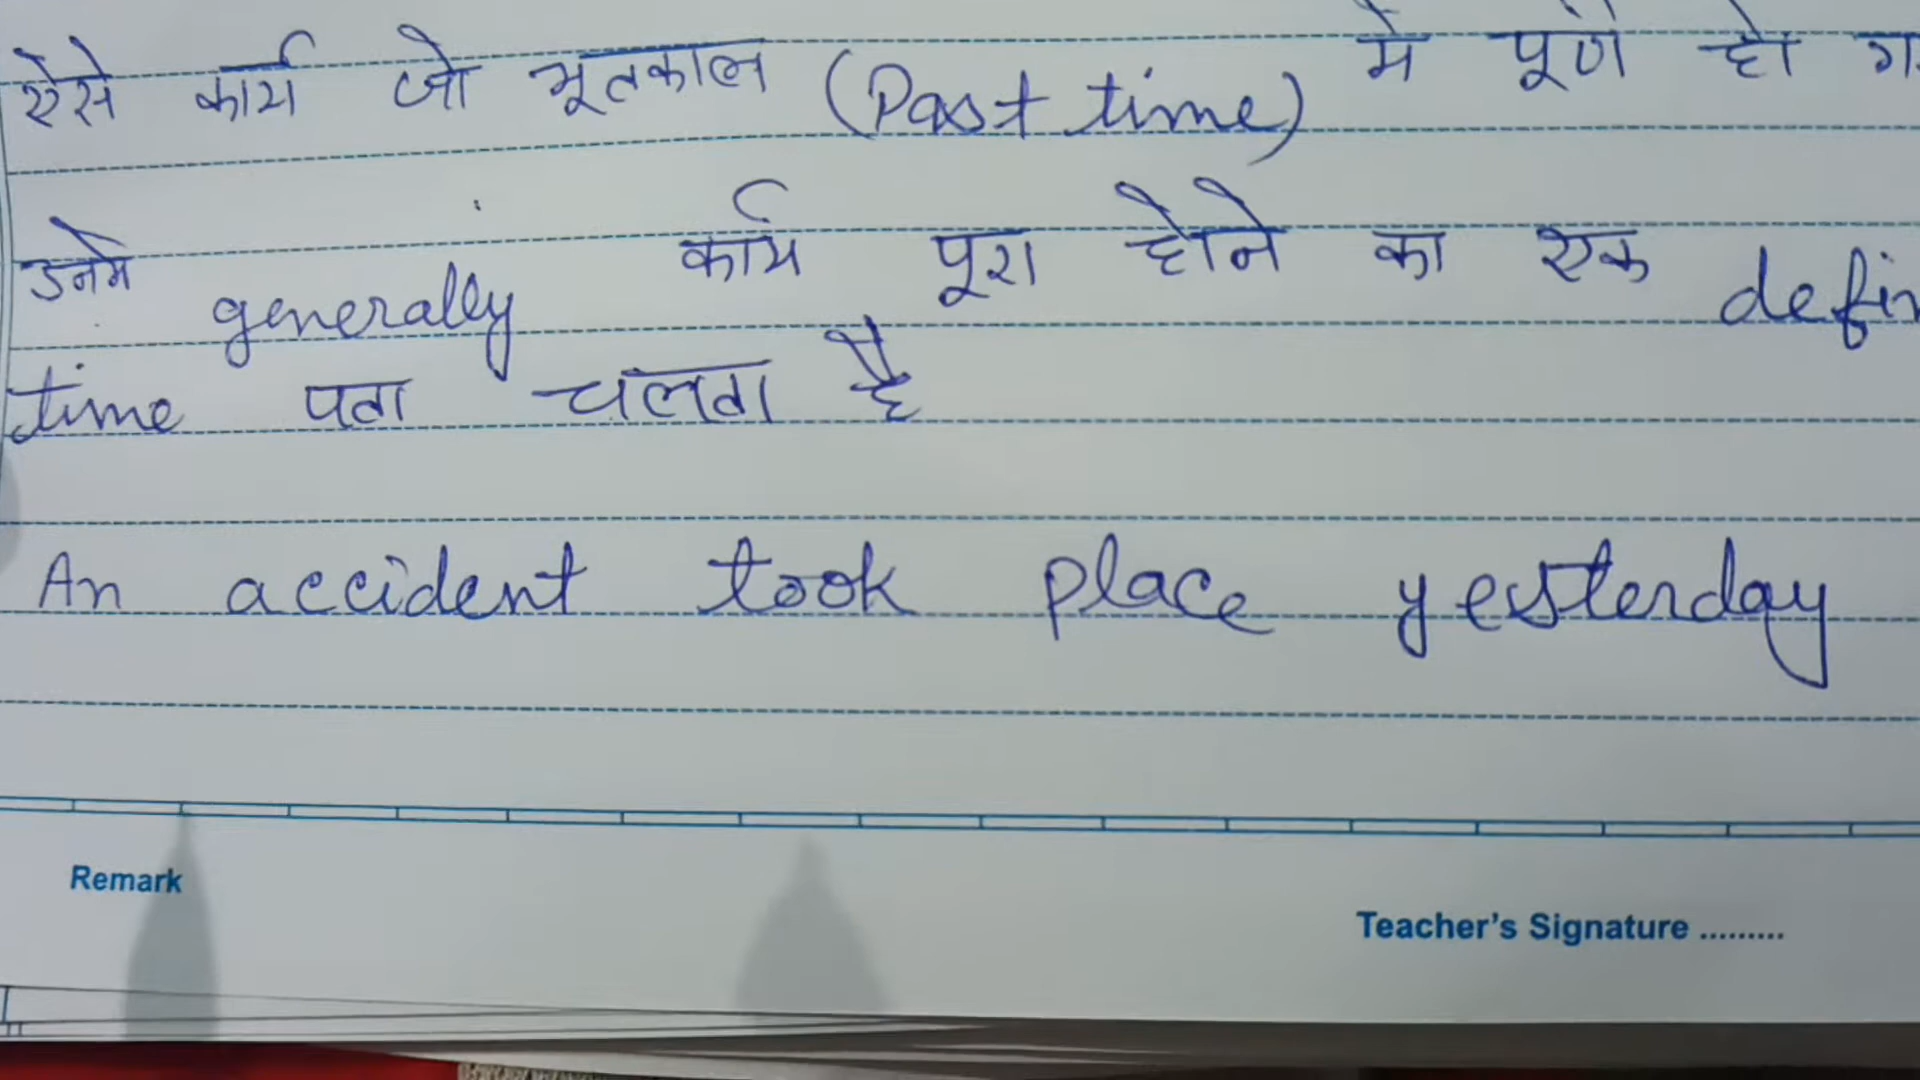 ऐसे कार्य जो भूतकाल (Past time) में पूर्ण हो
उनमे generally कार्य पूरा होने का एक
time पता चलता है
An accident took place yesterday
Remark
Teacher's Signature .........